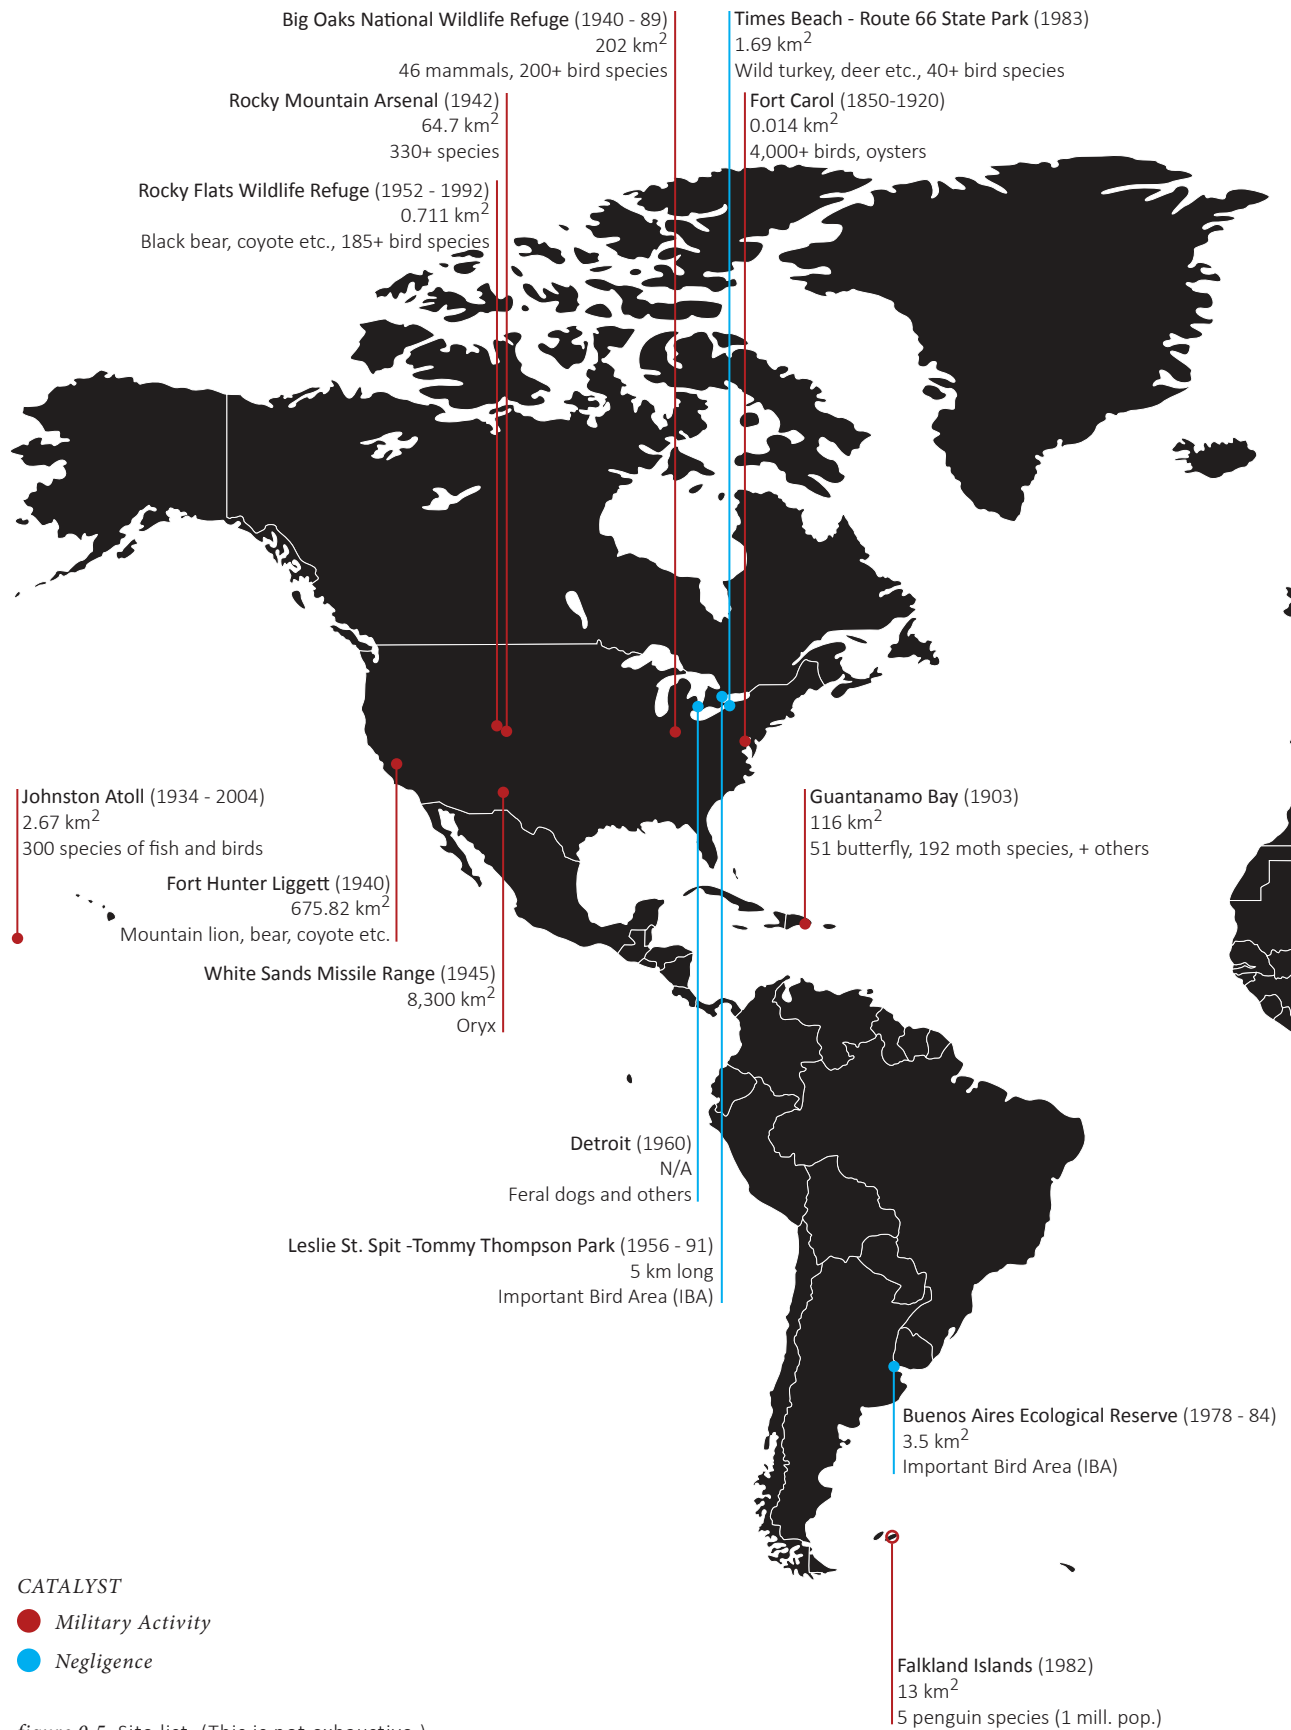 Big Oaks National Wildlife Refuge (1940 - 89)
202 km2
46 mammals, 200+ bird species
Times Beach - Route 66 State Park (1983)
1.69 km2
Wild turkey, deer etc., 40+ bird species
Rocky Mountain Arsenal (1942)
64.7 km2
330+ species
Fort Carol (1850-1920)
0.014 km2
4,000+ birds, oysters
Rocky Flats Wildlife Refuge (1952 - 1992)
0.711 km2
Black bear, coyote etc., 185+ bird species
Johnston Atoll (1934 - 2004)
2.67 km2
300 species of fish and birds
Guantanamo Bay (1903)
116 km2
51 butterfly, 192 moth species, + others
Fort Hunter Liggett (1940)
675.82 km2
Mountain lion, bear, coyote etc.
White Sands Missile Range (1945)
8,300 km2
Oryx
Detroit (1960)
N/A
Feral dogs and others
Leslie St. Spit -Tommy Thompson Park (1956 - 91)
5 km long
Important Bird Area (IBA)
Buenos Aires Ecological Reserve (1978 - 84)
3.5 km2
Important Bird Area (IBA)
CATALYST
Military Activity
Negligence
Falkland Islands (1982)
13 km2
5 penguin species (1 mill. pop.)
Site list. (This is not exhaustive.)